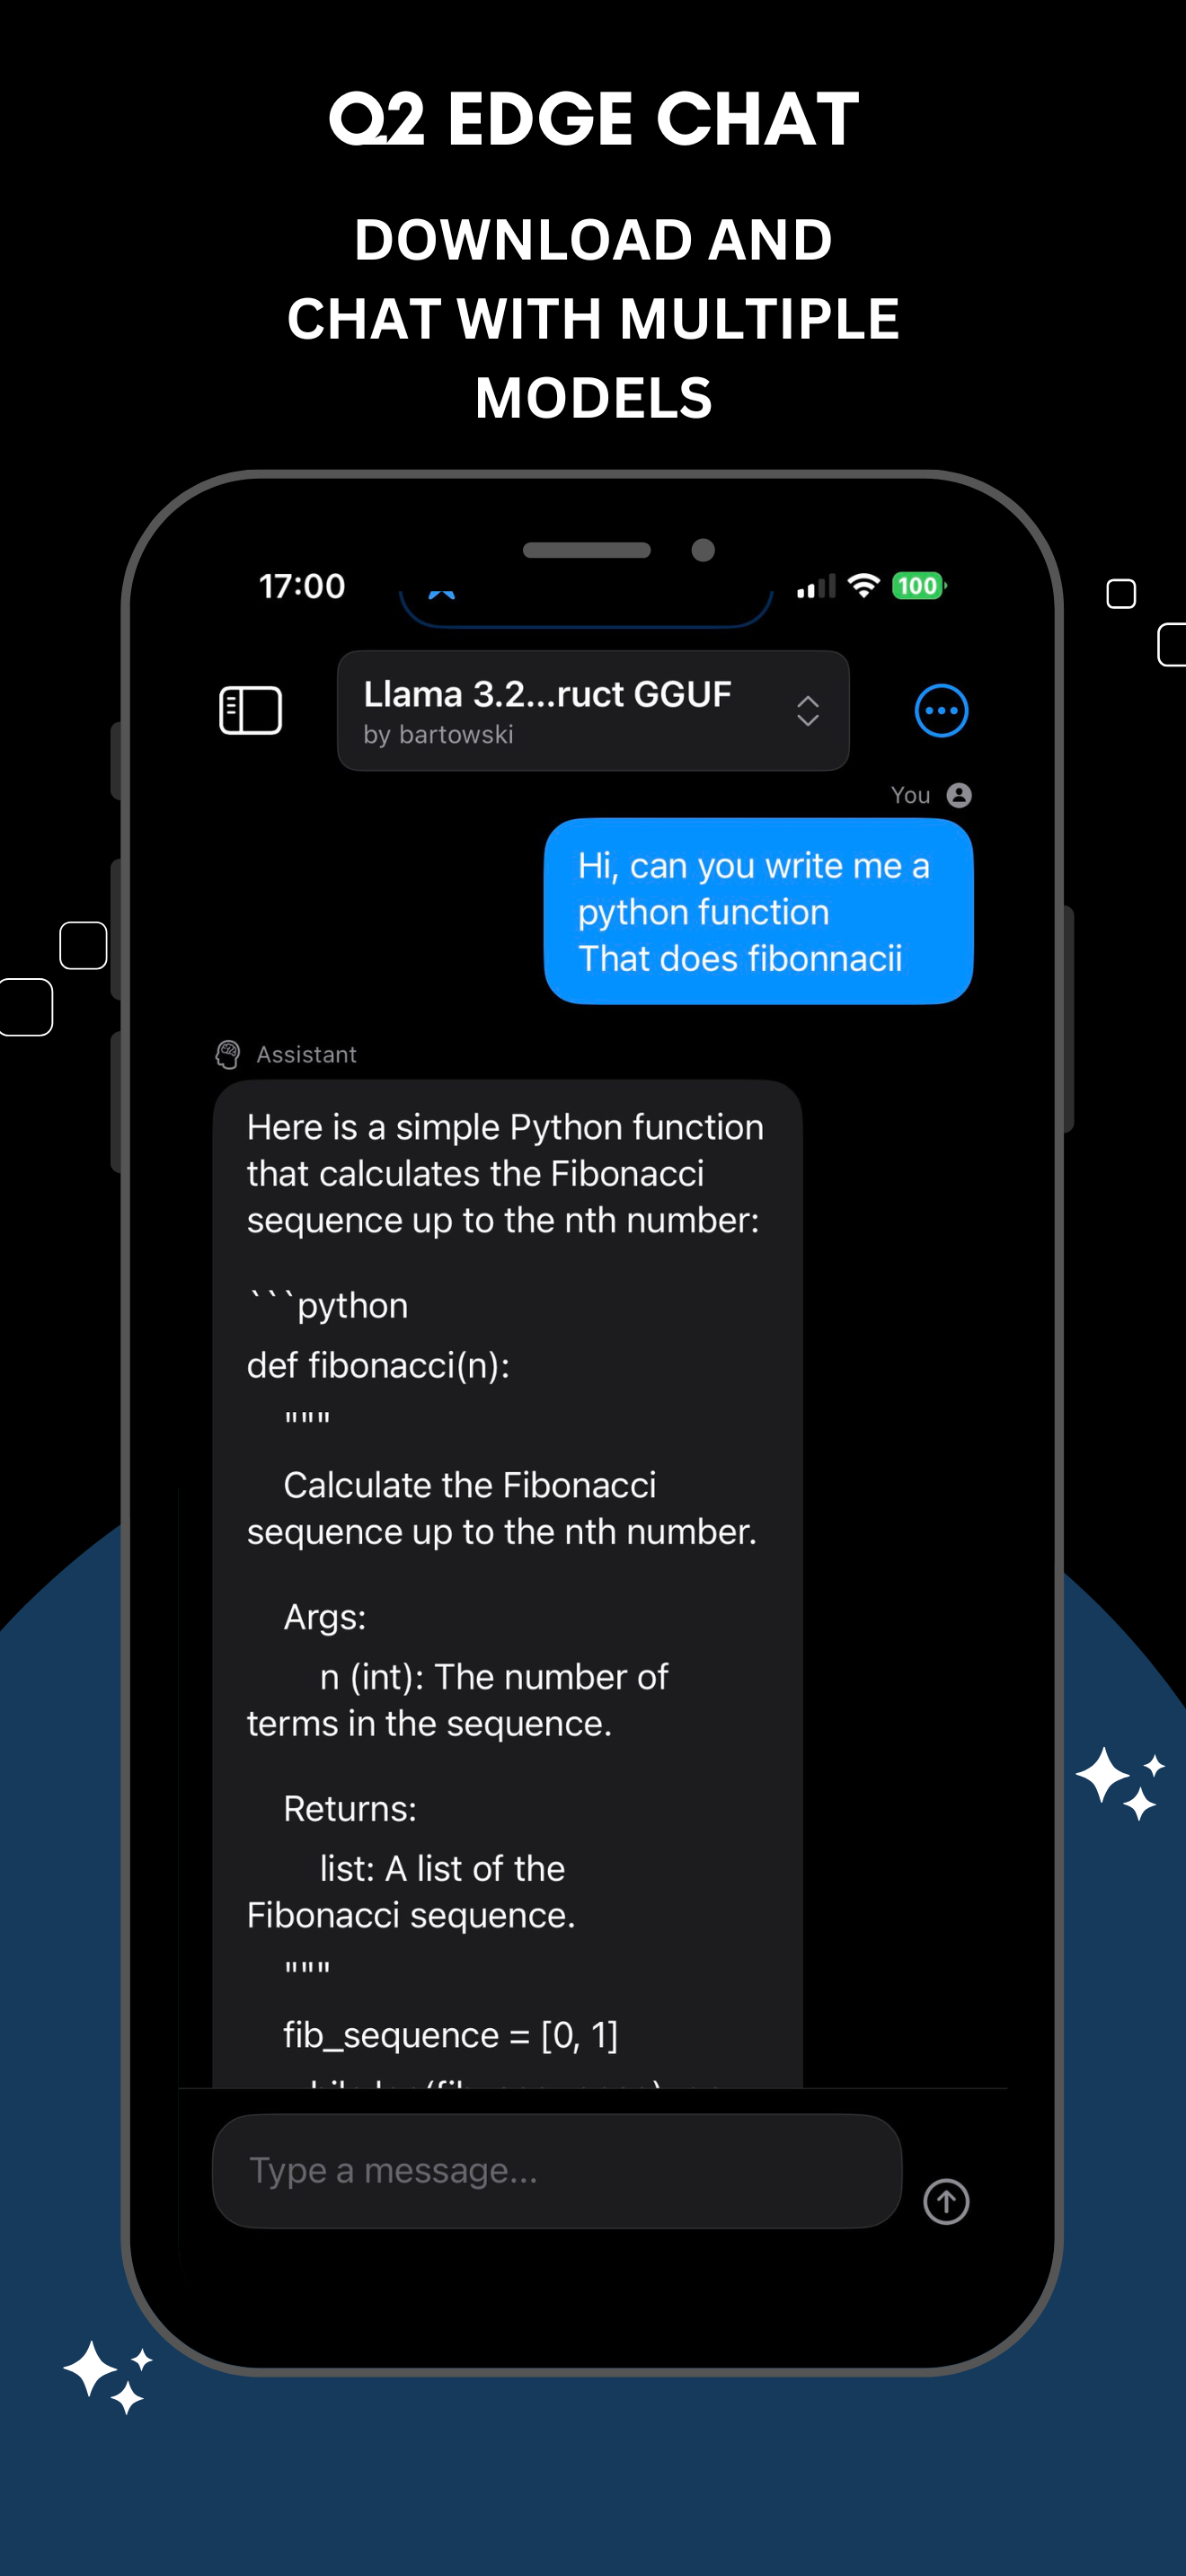 Q2 EDGE CHAT
DOWNLOAD AND
CHAT WITH MULTIPLE
MODELS
17:00
100
Llama 3.2...ruct GGUF
by bartowski
You
Hi, can you write me a
python function
That does fibonnacii
Assistant
Here is a simple Python function
that calculates the Fibonacci
sequence up to the nth number:
```python
def fibonacci(n):
"""
Calculate the Fibonacci
sequence up to the nth number.
Args:
n (int): The number of
terms in the sequence.
Returns:
list: A list of the
Fibonacci sequence.
"""
fib_sequence = [0, 1]
Type a message...